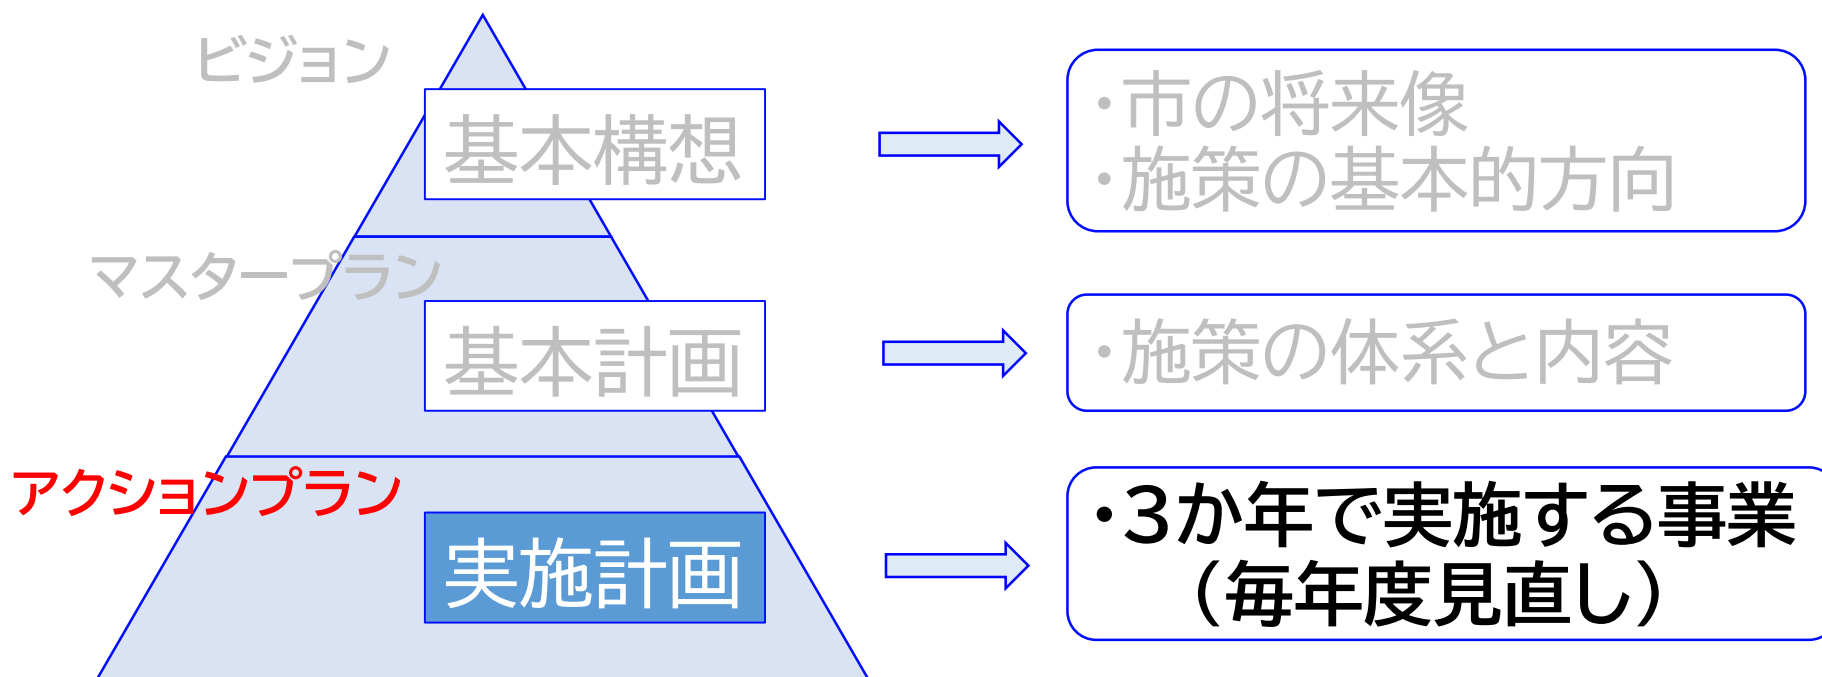 ビジョン
基本構想
・市の将来像
・施策の基本的方向
マスタープラン
基本計画
・施策の体系と内容
アクションプラン
実施計画
・３か年で実施する事業
（毎年度見直し）